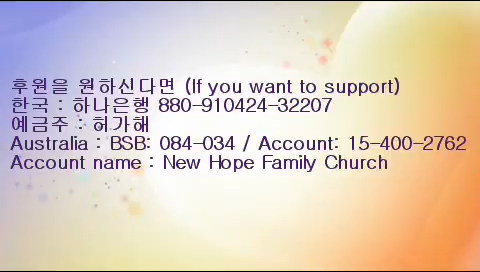 후원을 원하신다면 (If you want to support)
한국 : 하나은행 880-910424-32207
예금주 : 허가해
Australia : BSB: 084-034 / Account: 15-400-2762
Account name : New Hope Family Church